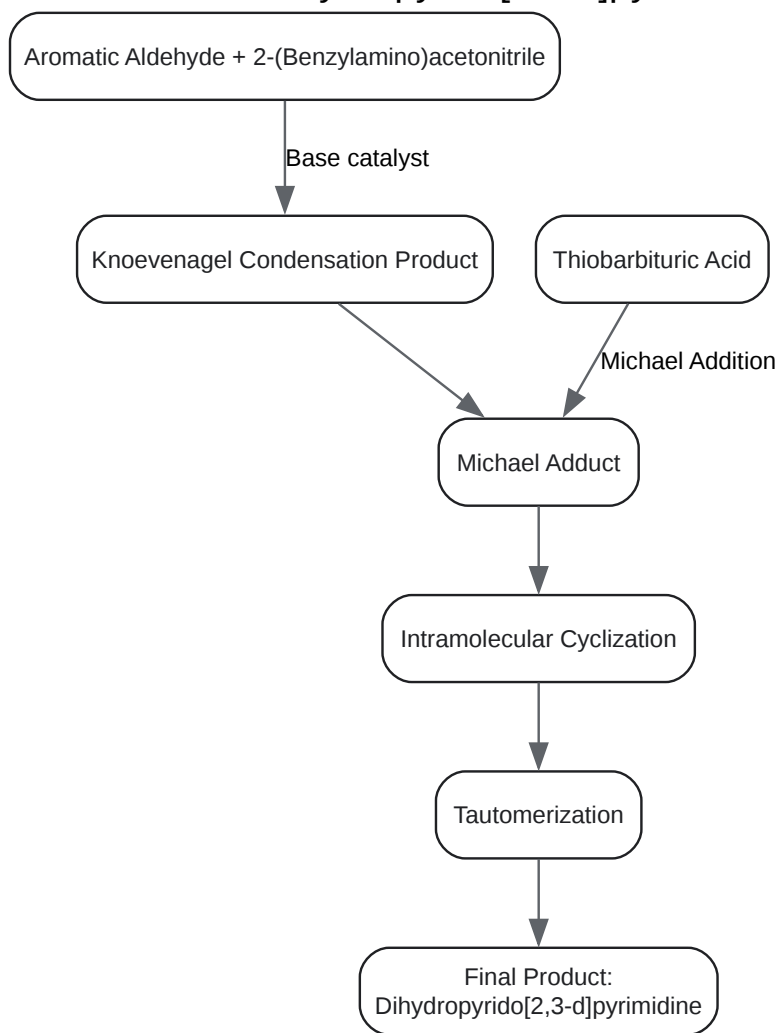 Aromatic Aldehyde + 2-(Benzylamino)acetonitrile
Base catalyst
Knoevenagel Condensation Product
Thiobarbituric Acid
Michael Addition
Michael Adduct
Intramolecular Cyclization
Tautomerization
Final Product:
Dihydropyrido[2,3-d]pyrimidine